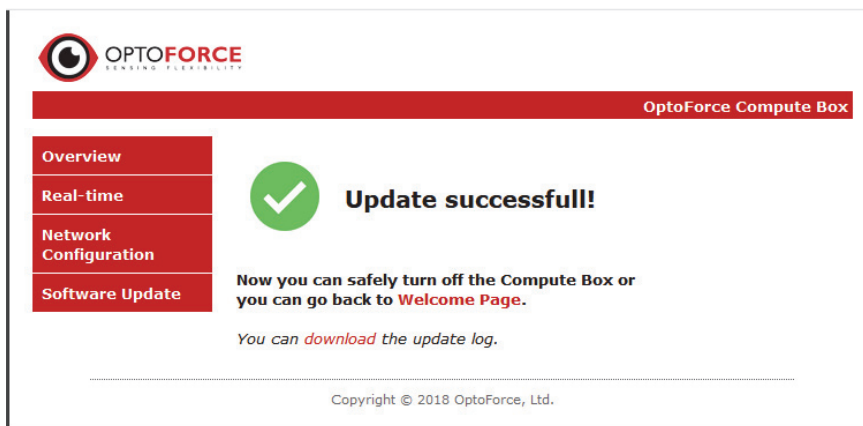 OPTOFORCE
SENSING FLEXIBILITY
OptoForce Compute Box
Overview
Real-time
Network
Configuration
Software Update
Update successfull!
Now you can safely turn off the Compute Box or
you can go back to Welcome Page.
You can download the update log.
Copyright © 2018 OptoForce, Ltd.